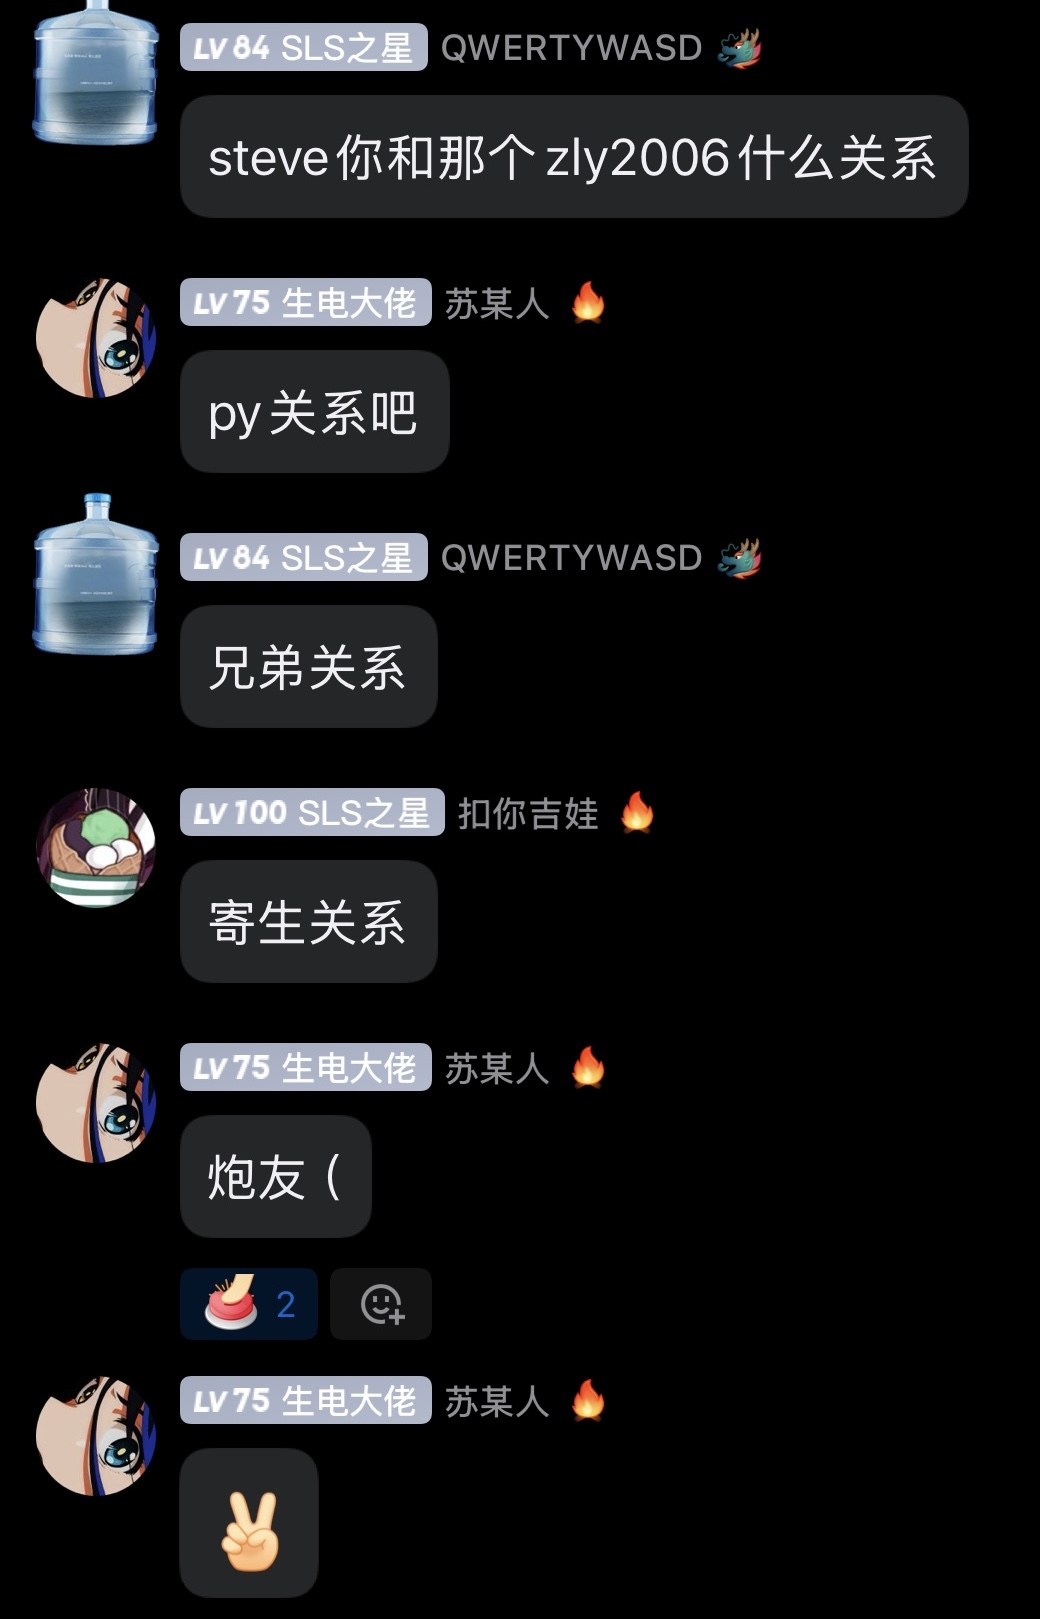 LV 84 SLS之星 QWERTYWASD
steve你和那个zly2006什么关系
LV 75 生电大佬 苏某人
py关系吧
LV 84 SLS之星 QWERTYWASD
兄弟关系
LV 100 SLS之星 扣你吉娃
寄生关系
LV 75 生电大佬 苏某人
炮友（
2
LV 75 生电大佬 苏某人